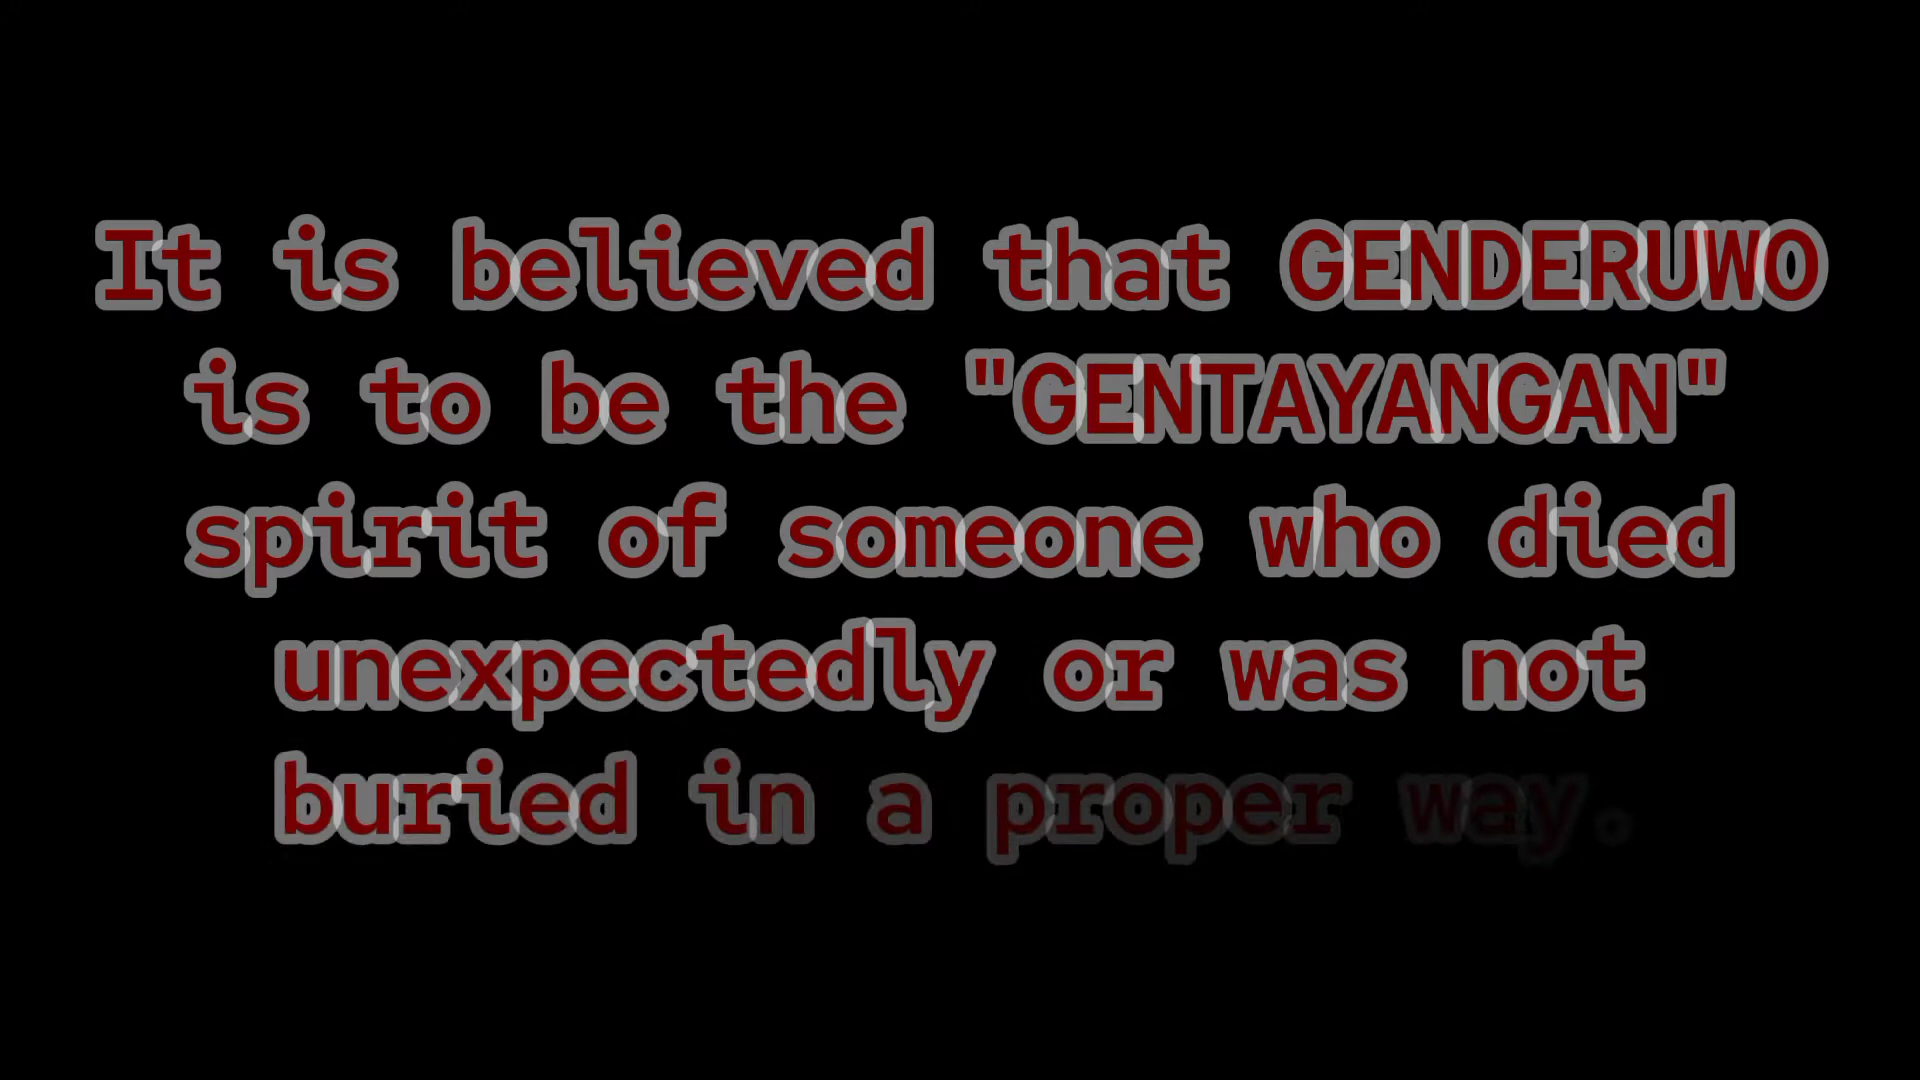 It is believed that GENDERUWO
is to be the "GENTAYANGAN"
spirit of someone who died
unexpectedly or was not
buried in a proper way.